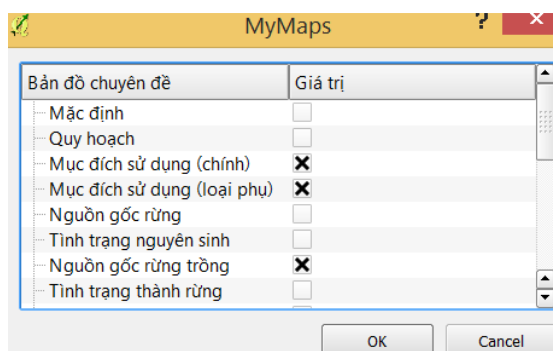 MyMaps ?
Bản đồ chuyên đề Giá trị
Mặc định
Quy hoạch
Mục đích sử dụng (chính)
Mục đích sử dụng (loại phụ)
Nguồn gốc rừng
Tình trạng nguyên sinh
Nguồn gốc rừng trồng
Tình trạng thành rừng
OK Cancel